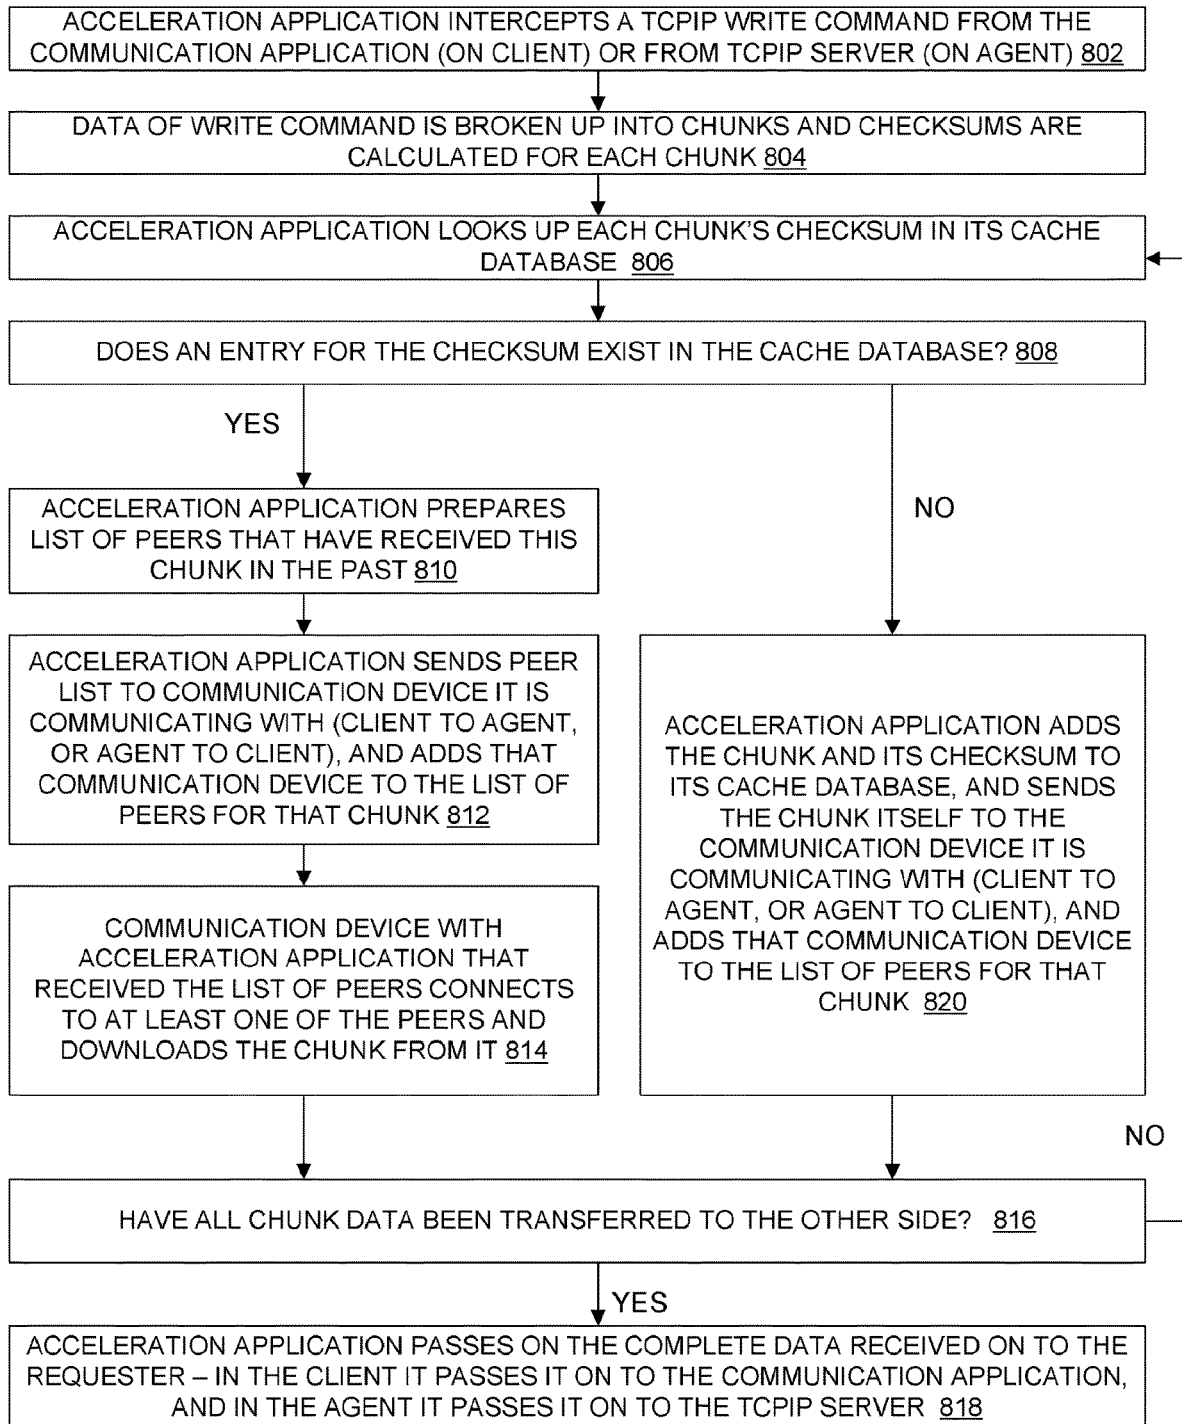 ACCELERATION APPLICATION INTERCEPTS A TCPIP WRITE COMMAND FROM THE
COMMUNICATION APPLICATION (ON CLIENT) OR FROM TCPIP SERVER (ON AGENT) 802
DATA OF WRITE COMMAND IS BROKEN UP INTO CHUNKS AND CHECKSUMS ARE
CALCULATED FOR EACH CHUNK 804
ACCELERATION APPLICATION LOOKS UP EACH CHUNK'S CHECKSUM IN ITS CACHE
DATABASE 806
DOES AN ENTRY FOR THE CHECKSUM EXIST IN THE CACHE DATABASE? 808
YES
ACCELERATION APPLICATION PREPARES
LIST OF PEERS THAT HAVE RECEIVED THIS
CHUNK IN THE PAST 810
ACCELERATION APPLICATION SENDS PEER
LIST TO COMMUNICATION DEVICE IT IS
COMMUNICATING WITH (CLIENT TO AGENT,
OR AGENT TO CLIENT), AND ADDS THAT
COMMUNICATION DEVICE TO THE LIST OF
PEERS FOR THAT CHUNK 812
COMMUNICATION DEVICE WITH
ACCELERATION APPLICATION THAT
RECEIVED THE LIST OF PEERS CONNECTS
TO AT LEAST ONE OF THE PEERS AND
DOWNLOADS THE CHUNK FROM IT 814
NO
ACCELERATION APPLICATION ADDS
THE CHUNK AND ITS CHECKSUM TO
ITS CACHE DATABASE, AND SENDS
THE CHUNK ITSELF TO THE
COMMUNICATION DEVICE IT IS
COMMUNICATING WITH (CLIENT TO
AGENT, OR AGENT TO CLIENT), AND
ADDS THAT COMMUNICATION DEVICE
TO THE LIST OF PEERS FOR THAT
CHUNK 820
NO
HAVE ALL CHUNK DATA BEEN TRANSFERRED TO THE OTHER SIDE? 816
YES
ACCELERATION APPLICATION PASSES ON THE COMPLETE DATA RECEIVED ON TO THE
REQUESTER – IN THE CLIENT IT PASSES IT ON TO THE COMMUNICATION APPLICATION,
AND IN THE AGENT IT PASSES IT ON TO THE TCPIP SERVER 818